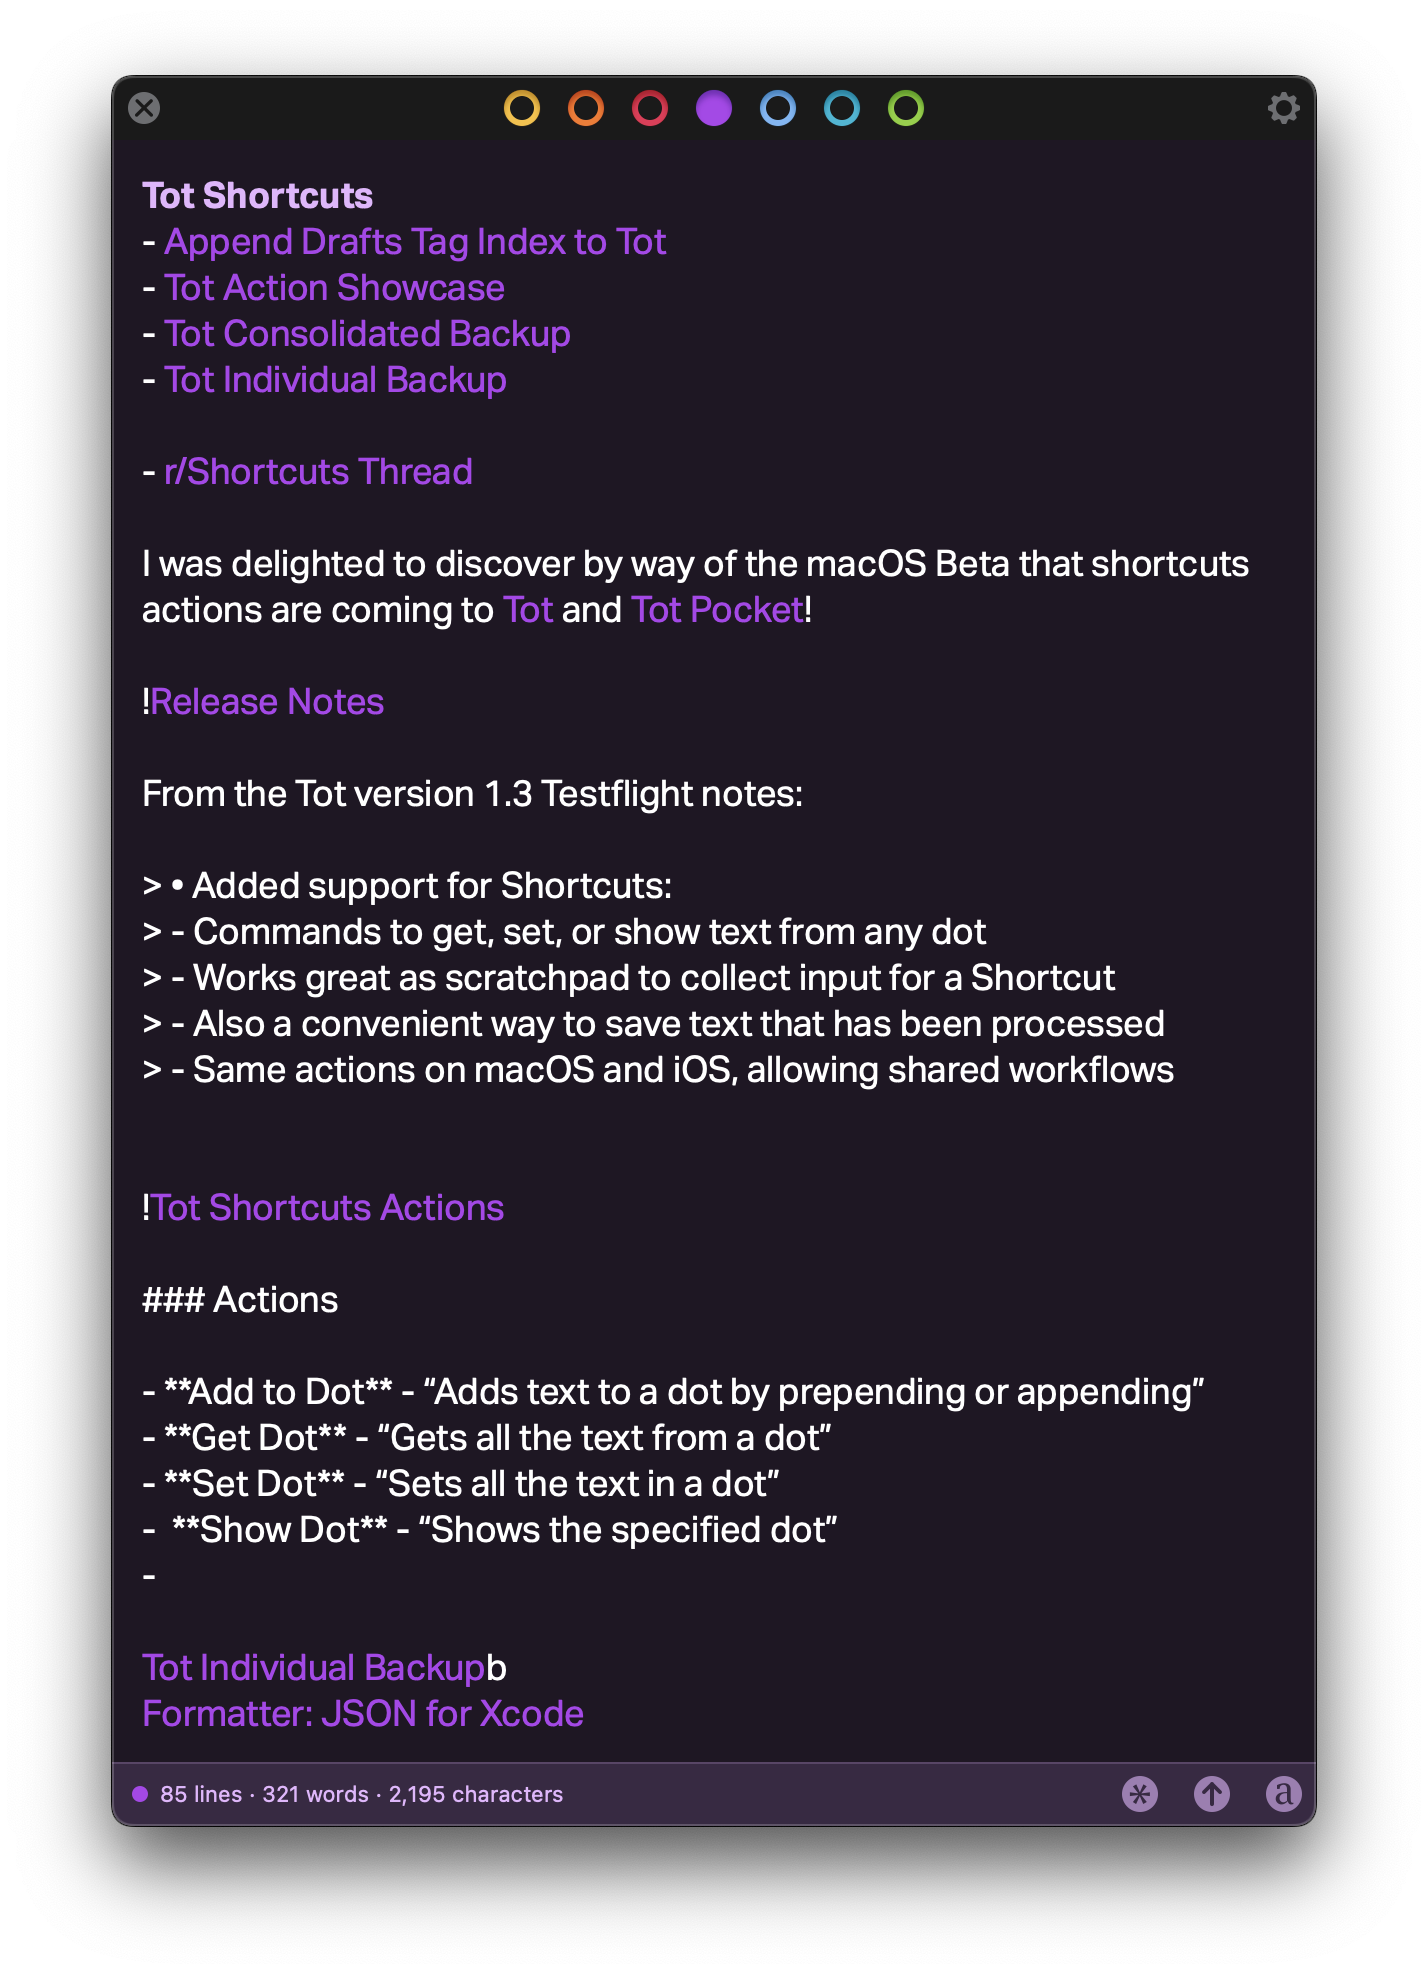 Tot Shortcuts
- Append Drafts Tag Index to Tot
- Tot Action Showcase
- Tot Consolidated Backup
- Tot Individual Backup
- r/Shortcuts Thread
I was delighted to discover by way of the macOS Beta that shortcuts
actions are coming to Tot and Tot Pocket!
!Release Notes
From the Tot version 1.3 Testflight notes:
> • Added support for Shortcuts:
> - Commands to get, set, or show text from any dot
> - Works great as scratchpad to collect input for a Shortcut
> - Also a convenient way to save text that has been processed
> - Same actions on macOS and iOS, allowing shared workflows
!Tot Shortcuts Actions
### Actions
- **Add to Dot** - “Adds text to a dot by prepending or appending”
- **Get Dot** - “Gets all the text from a dot”
- **Set Dot** - “Sets all the text in a dot”
-  **Show Dot** - “Shows the specified dot”
-
Tot Individual Backupb
Formatter: JSON for Xcode
85 lines · 321 words · 2,195 characters
a